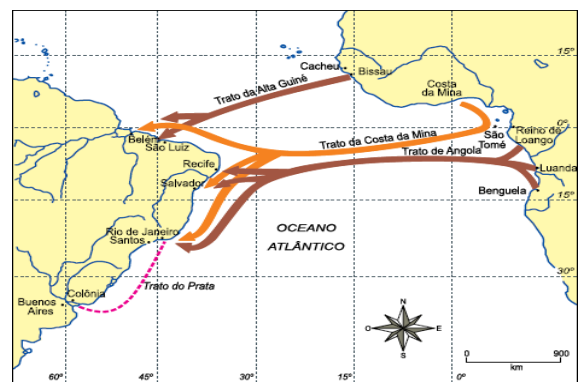 Cacheu
Bissau
Costa
da Mina
15°
Trato da Alta Guiné
0°
Belém
São Luiz
Trato da Costa da Mina
São
Tomé
Reino de
Loango
Trato de Angola
Recife
Luanda
Salvador
Benguela
15°
Rio de Janeiro
Santos
OCEANO
ATLÂNTICO
30°
Trato do Prata
Colônia
Buenos
Aires
N
O
E
S
0
900
km
60°
45°
15°
0°